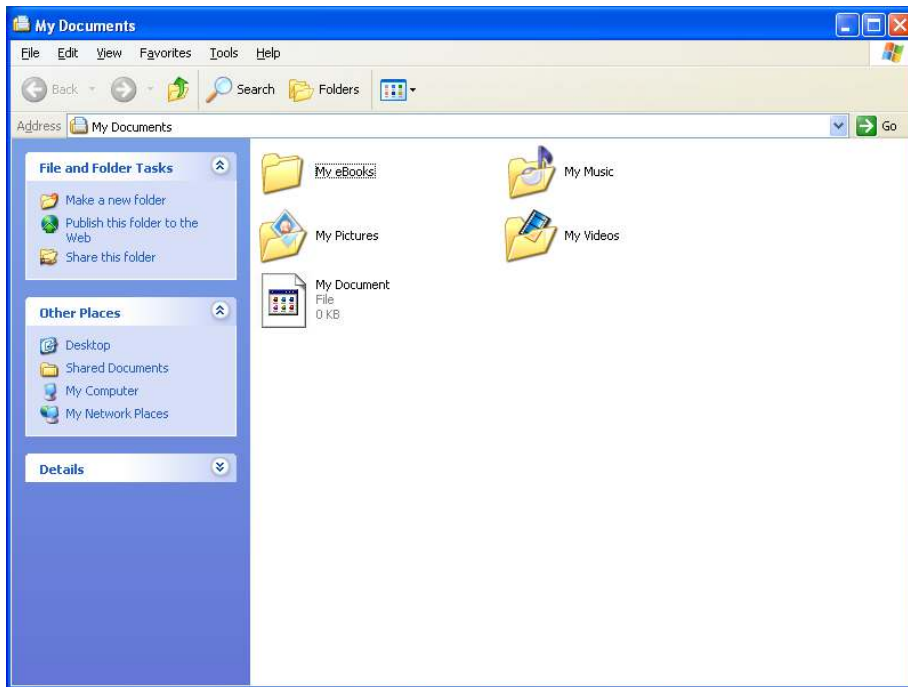 My Documents
File Edit View Favorites Tools Help
Back Search Folders
Address My Documents Go
File and Folder Tasks
Make a new folder
Publish this folder to the
Web
Share this folder
Other Places
Desktop
Shared Documents
My Computer
My Network Places
Details
My eBooks
My Music
My Pictures
My Videos
My Document
File
0 KB